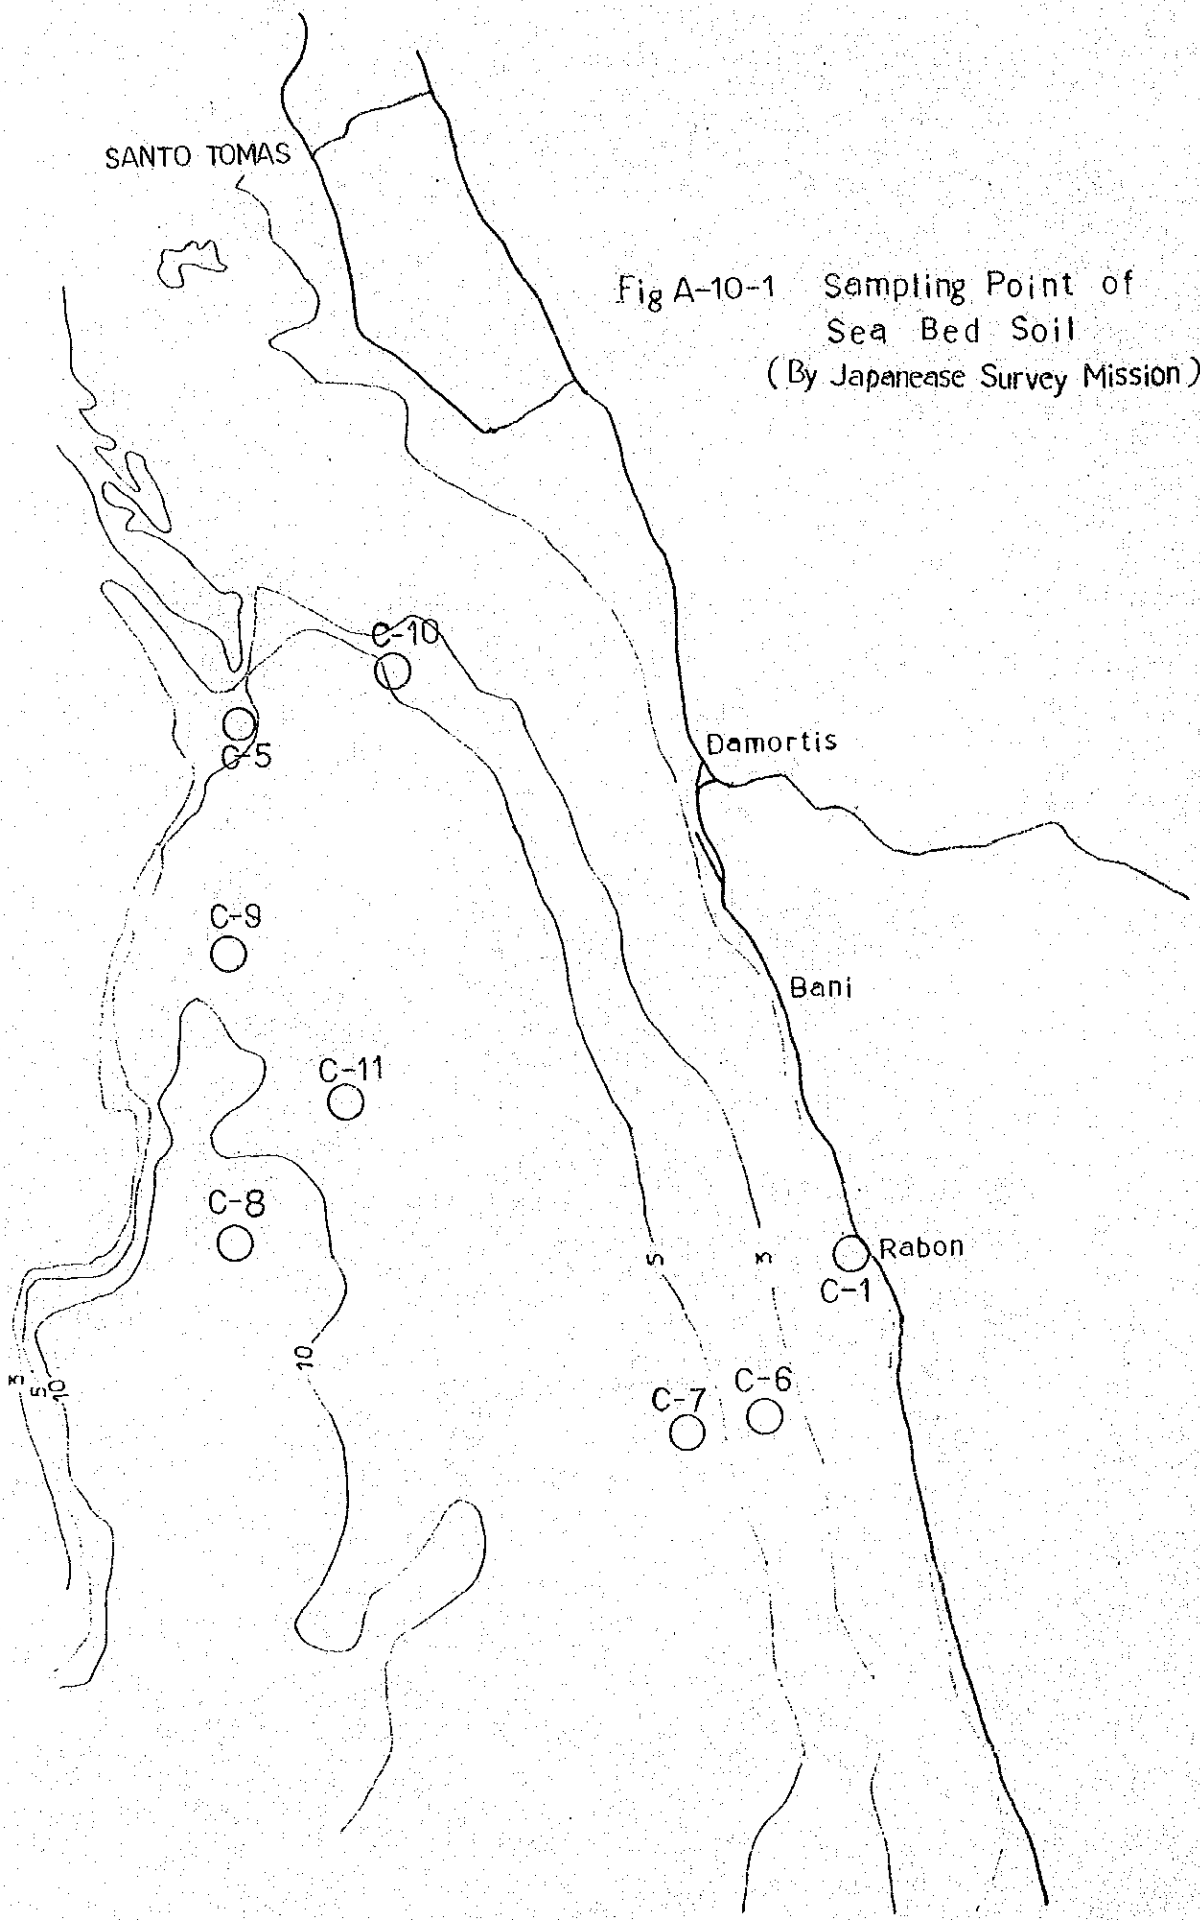 SANTO TOMAS
Fig A-10-1 Sampling Point of
Sea Bed Soil
(By Japanease Survey Mission)
C-10
C-5
Damortis
C-9
Bani
C-11
C-8
5
3
Rabon
C-1
10
3
5
10
C-6
C-7